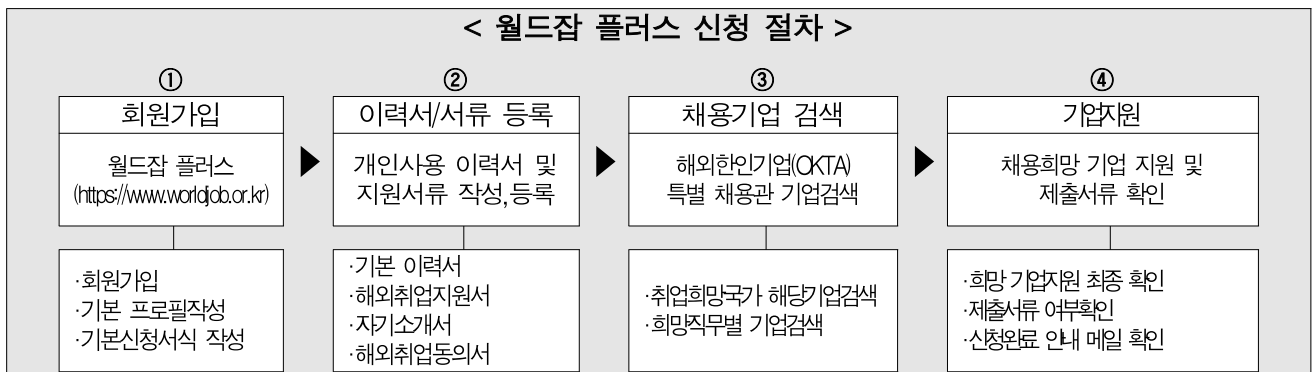 < 월드잡 플러스 신청 절차 >
①
회원가입
월드잡 플러스
(https://www.worldjob.or.kr)
·회원가입
·기본 프로필작성
·기본신청서식 작성
②
이력서/서류 등록
개인사용 이력서 및
지원서류 작성,등록
·기본 이력서
·해외취업지원서
·자기소개서
·해외취업동의서
③
채용기업 검색
해외한인기업(OKTA)
특별 채용관 기업검색
·취업희망국가 해당기업검색
·희망직무별 기업검색
④
기업지원
채용희망 기업 지원 및
제출서류 확인
·희망 기업지원 최종 확인
·제출서류 여부확인
·신청완료 안내 메일 확인